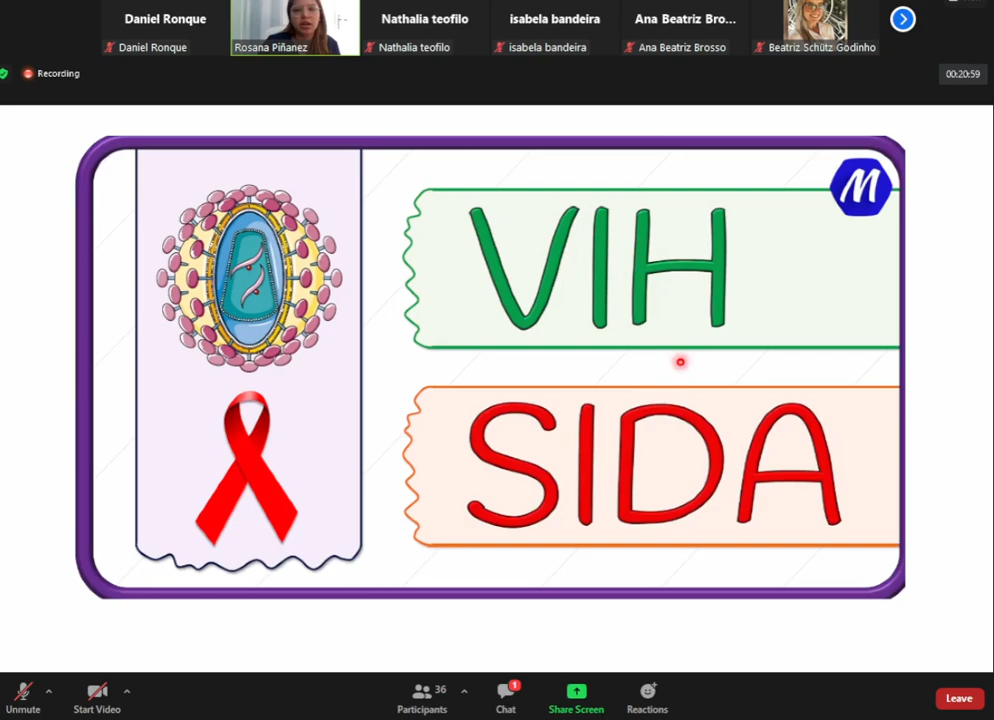 Daniel Ronque
Nathalia teofilo
isabela bandeira
Ana Beatriz Bro...
Daniel Ronque
Rosana Piñanez
Nathalia teofilo
isabela bandeira
Ana Beatriz Brosso
Beatriz Schütz Godinho
Recording
00:20:59
M
VIH
SIDA
Unmute
Start Video
36
Participants
1
Chat
Share Screen
Reactions
Leave